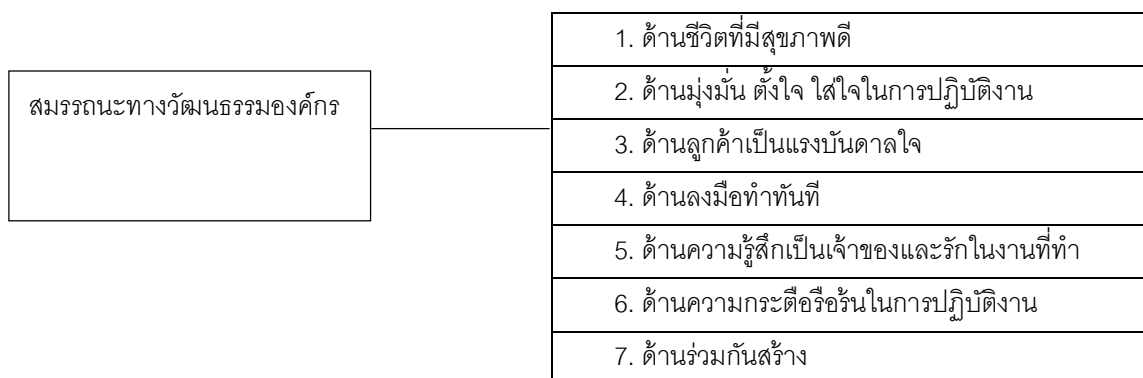 สมรรถนะทางวัฒนธรรมองค์กร
1. ด้านชีวิตที่มีสุขภาพดี
2. ด้านมุ่งมั่น ตั้งใจ ใส่ใจในการปฏิบัติงาน
3. ด้านลูกค้าเป็นแรงบันดาลใจ
4. ด้านลงมือทำทันที
5. ด้านความรู้สึกเป็นเจ้าของและรักในงานที่ทำ
6. ด้านความกระตือรือร้นในการปฏิบัติงาน
7. ด้านร่วมกันสร้าง